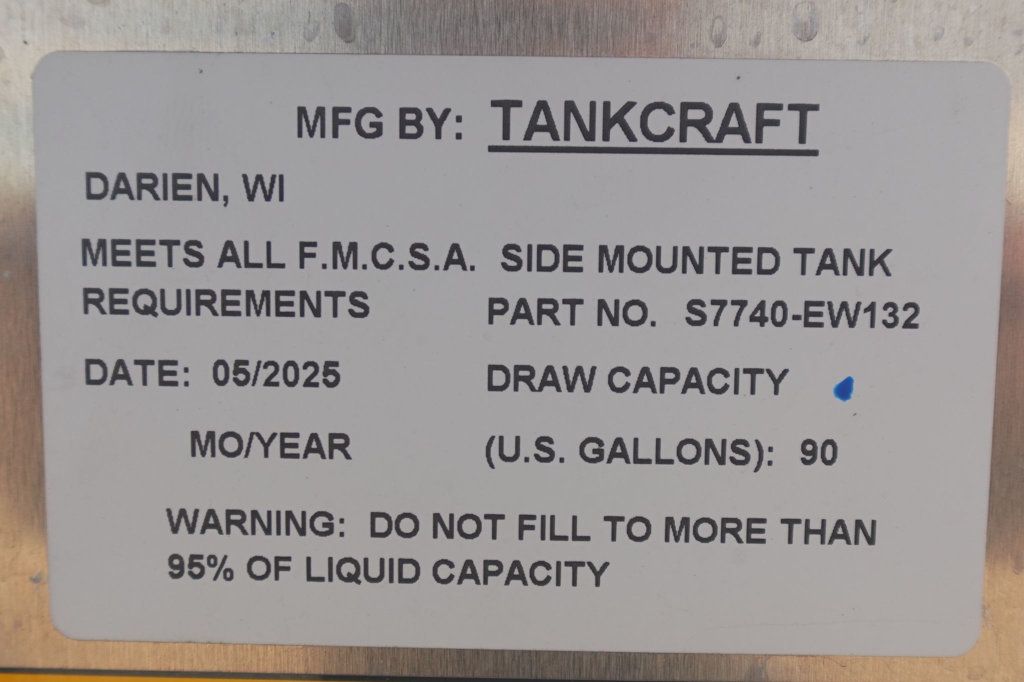 MFG BY: TANKCRAFT
DARIEN, WI
MEETS ALL F.M.C.S.A. SIDE MOUNTED TANK
REQUIREMENTS PART NO. S7740-EW132
DATE: 05/2025 DRAW CAPACITY
MO/YEAR (U.S. GALLONS): 90
WARNING: DO NOT FILL TO MORE THAN
95% OF LIQUID CAPACITY